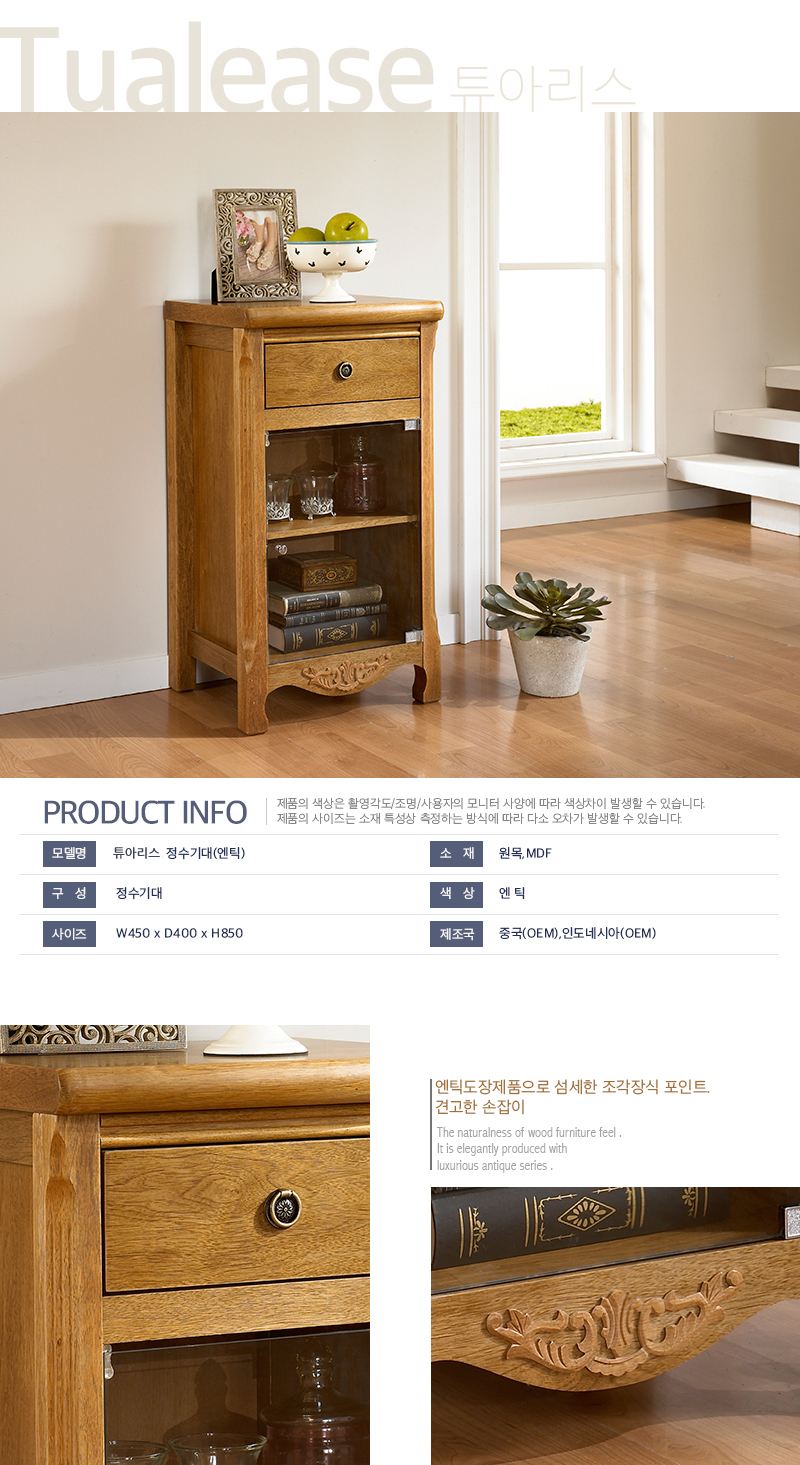 Tualease 튜아리스
PRODUCT INFO
제품의 색상은 촬영각도/조명/사용자의 모니터 사양에 따라 색상차이 발생할 수 있습니다.
제품의 사이즈는 소재 특성상 측정하는 방식에 따라 다소 오차가 발생할 수 있습니다.
모델명 튜아리스 정수기대(엔틱) 소 재 원목,MDF
구 성 정수기대 색 상 엔 틱
사이즈 W450 x D400 x H850 제조국 중국(OEM),인도네시아(OEM)
엔틱도장제품으로 섬세한 조각장식 포인트.
견고한 손잡이
The naturalness of wood furniture feel .
It is elegantly produced with
luxurious antique series .